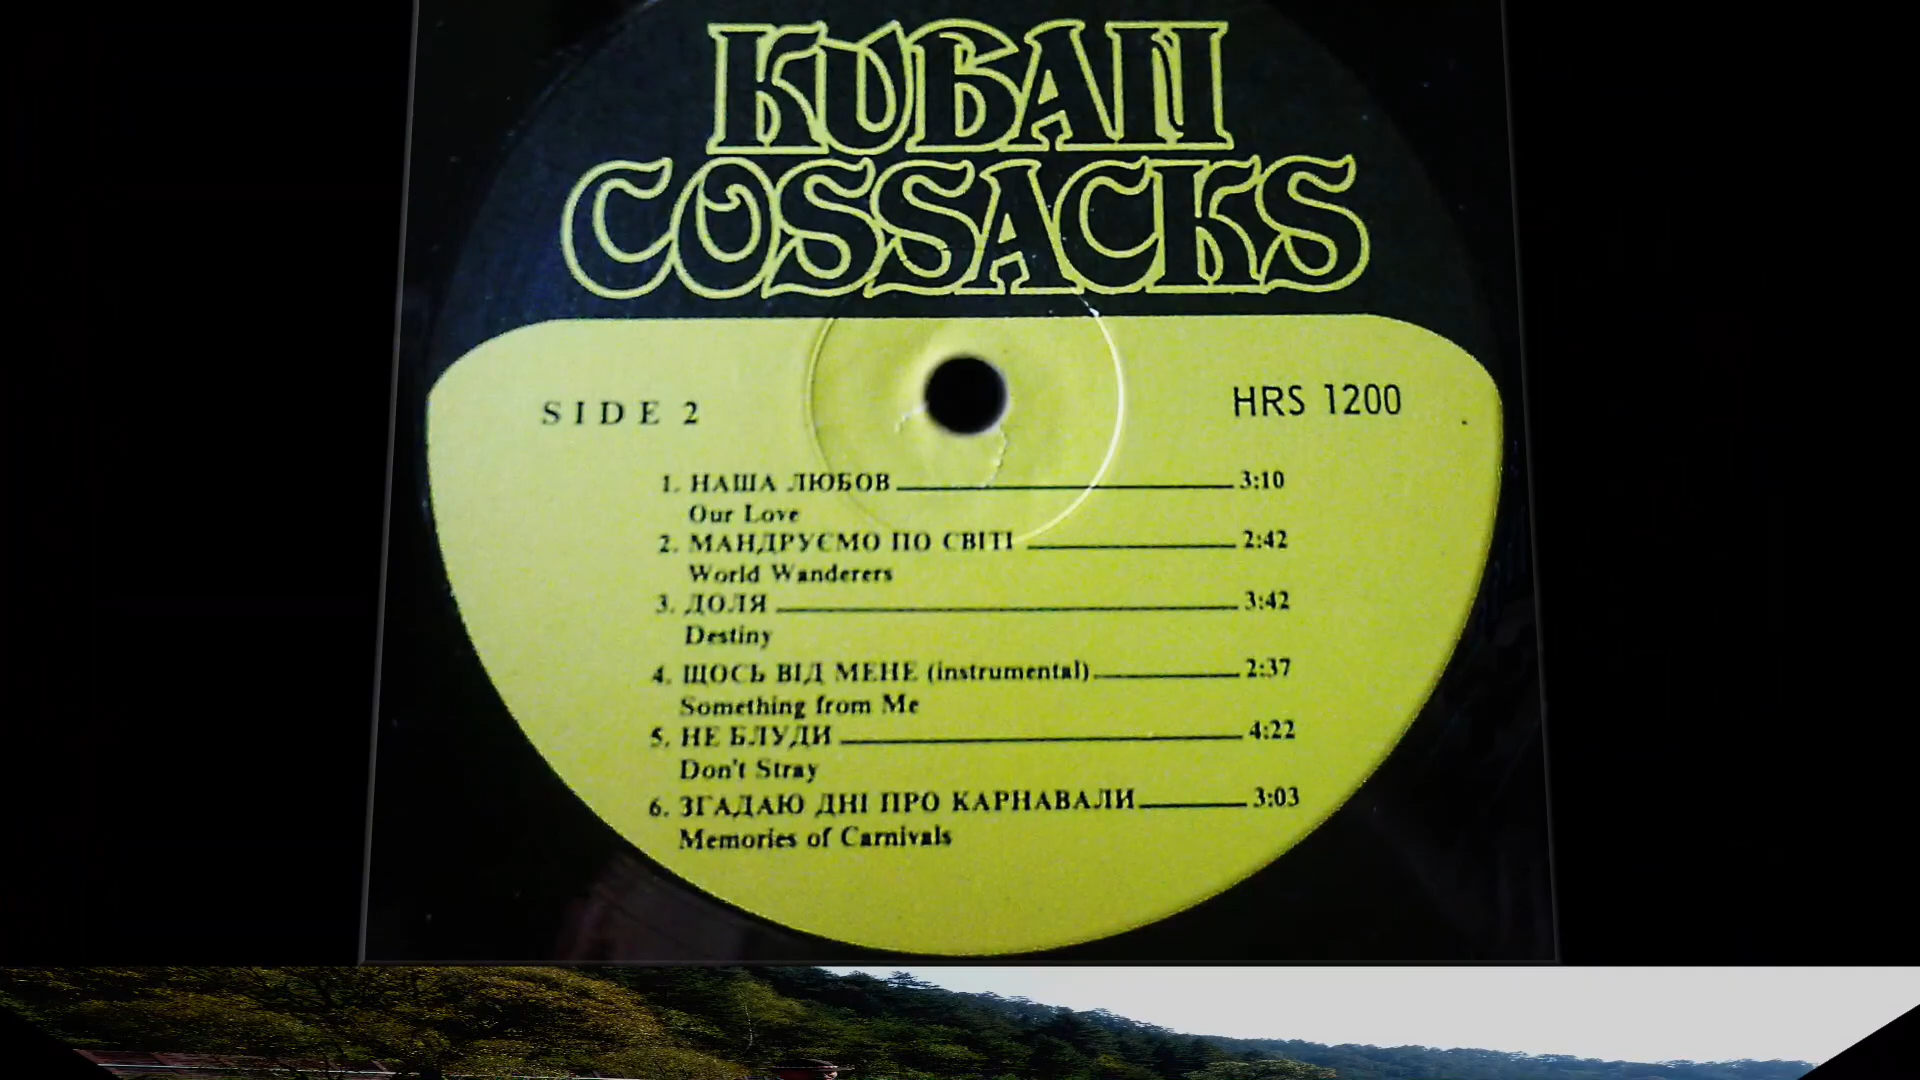 KUBAN
COSSACKS
SIDE 2
HRS 1200
1. НАША ЛЮБОВ 3:10
Our Love
2. МАНДРУЄМО ПО СВІТІ 2:42
World Wanderers
3. ДОЛЯ 3:42
Destiny
4. ЩОСЬ ВІД МЕНЕ (instrumental) 2:37
Something from Me
5. НЕ БЛУДИ 4:22
Don't Stray
6. ЗГАДАЮ ДНІ ПРО КАРНАВАЛИ 3:03
Memories of Carnivals